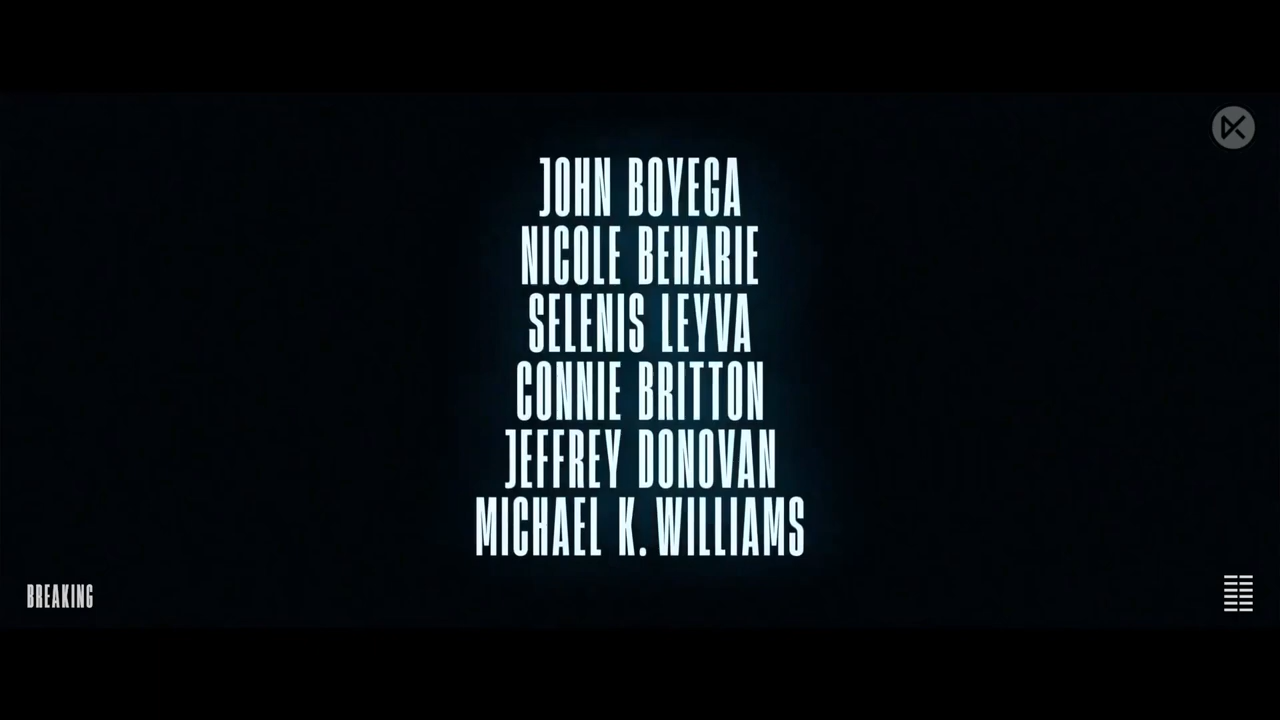 JOHN BOYEGA
NICOLE BEHARIE
SELENIS LEYVA
CONNIE BRITTON
JEFFREY DONOVAN
MICHAEL K. WILLIAMS
BREAKING